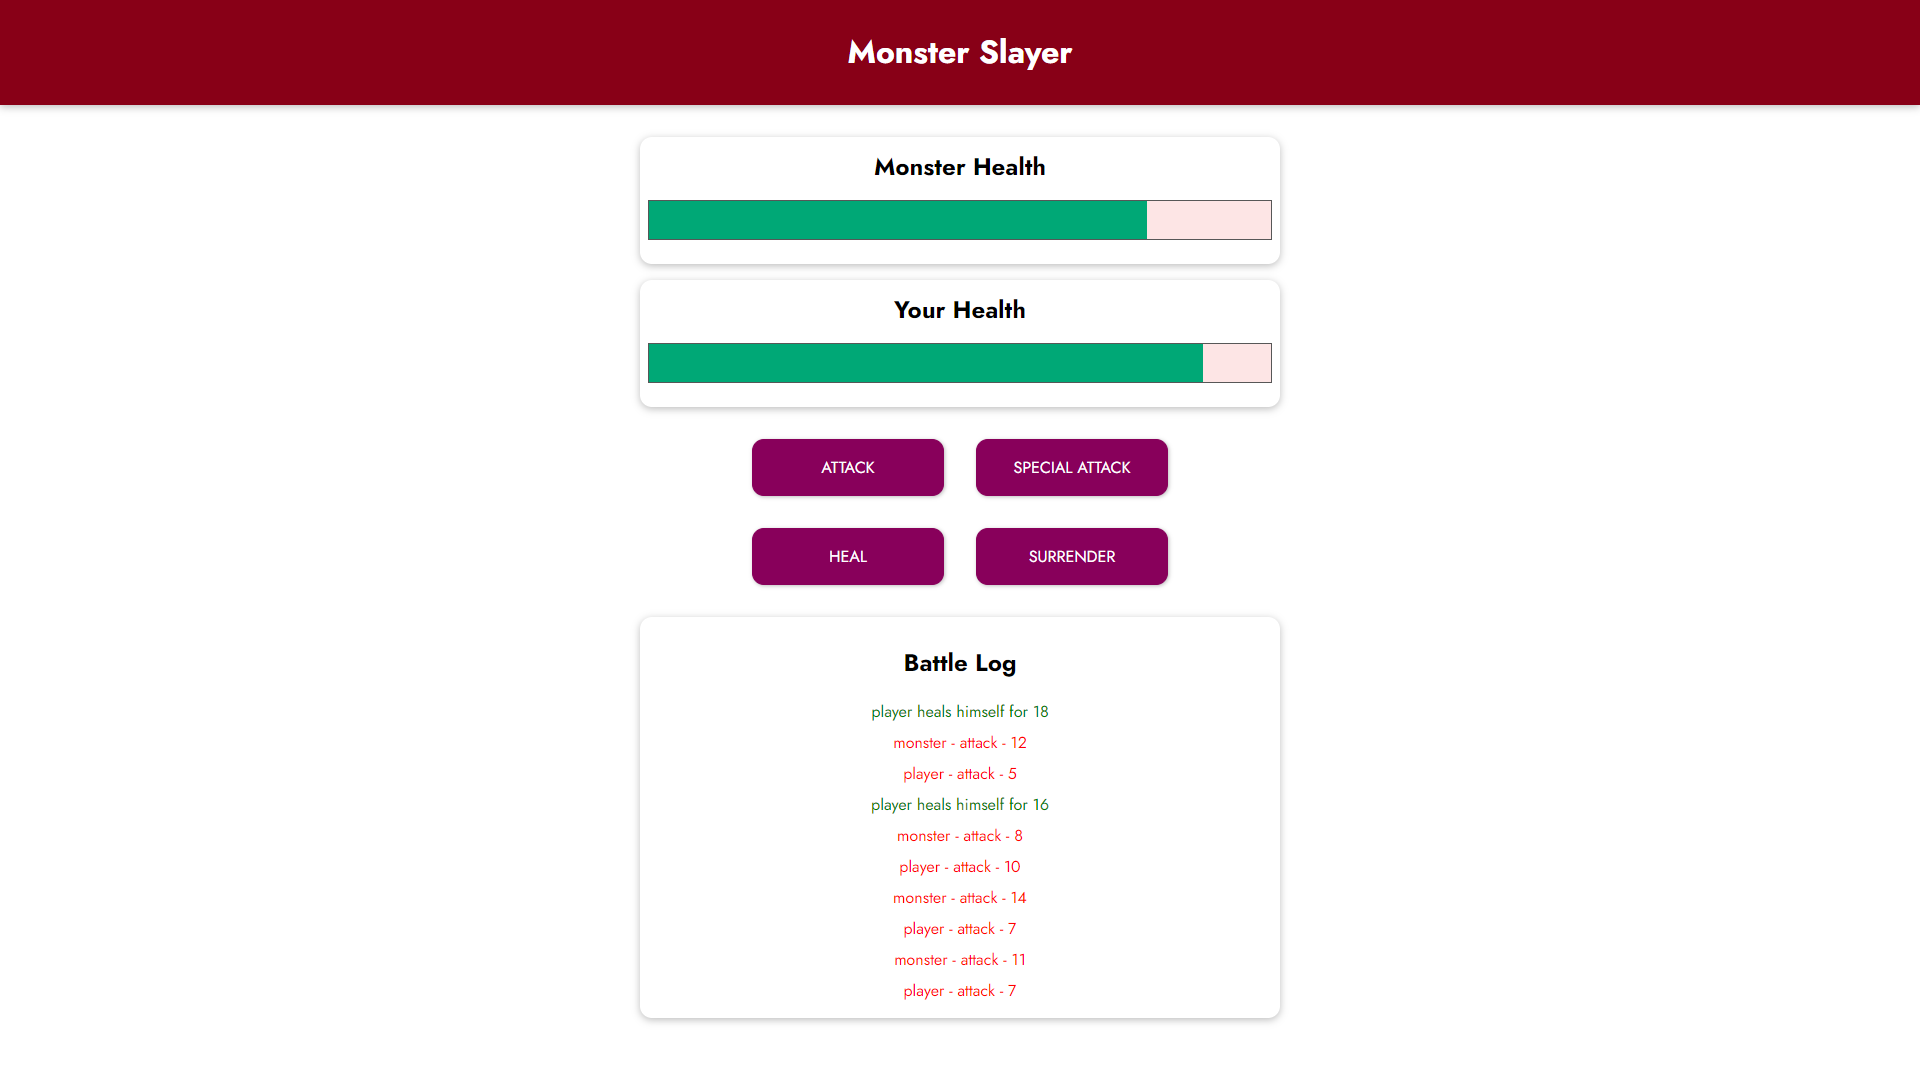 Monster Slayer
Monster Health
Your Health
ATTACK
SPECIAL ATTACK
HEAL
SURRENDER
Battle Log
player heals himself for 18
monster - attack - 12
player - attack - 5
player heals himself for 16
monster - attack - 8
player - attack - 10
monster - attack - 14
player - attack - 7
monster - attack - 11
player - attack - 7